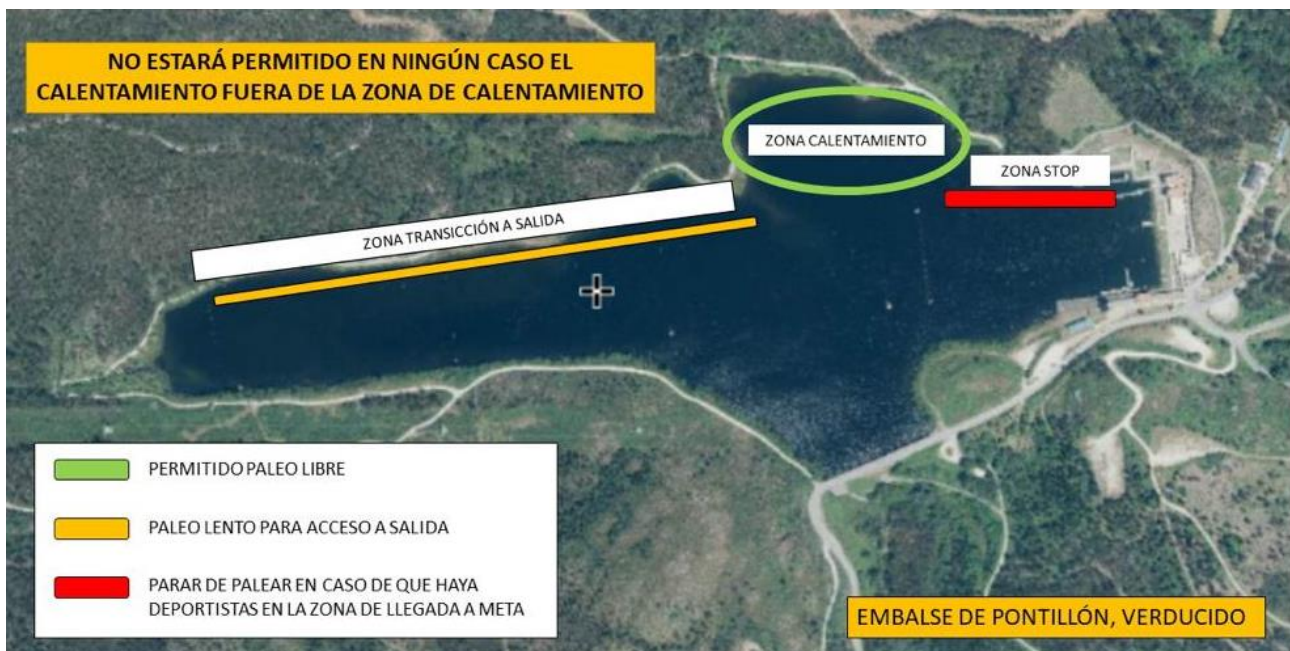 NO ESTARÁ PERMITIDO EN NINGÚN CASO EL
CALENTAMIENTO FUERA DE LA ZONA DE CALENTAMIENTO
ZONA CALENTAMIENTO
ZONA STOP
ZONA TRANSICCIÓN A SALIDA
PERMITIDO PALEO LIBRE
PALEO LENTO PARA ACCESO A SALIDA
PARAR DE PALEAR EN CASO DE QUE HAYA
DEPORTISTAS EN LA ZONA DE LLEGADA A META
EMBALSE DE PONTILLÓN, VERDUCIDO